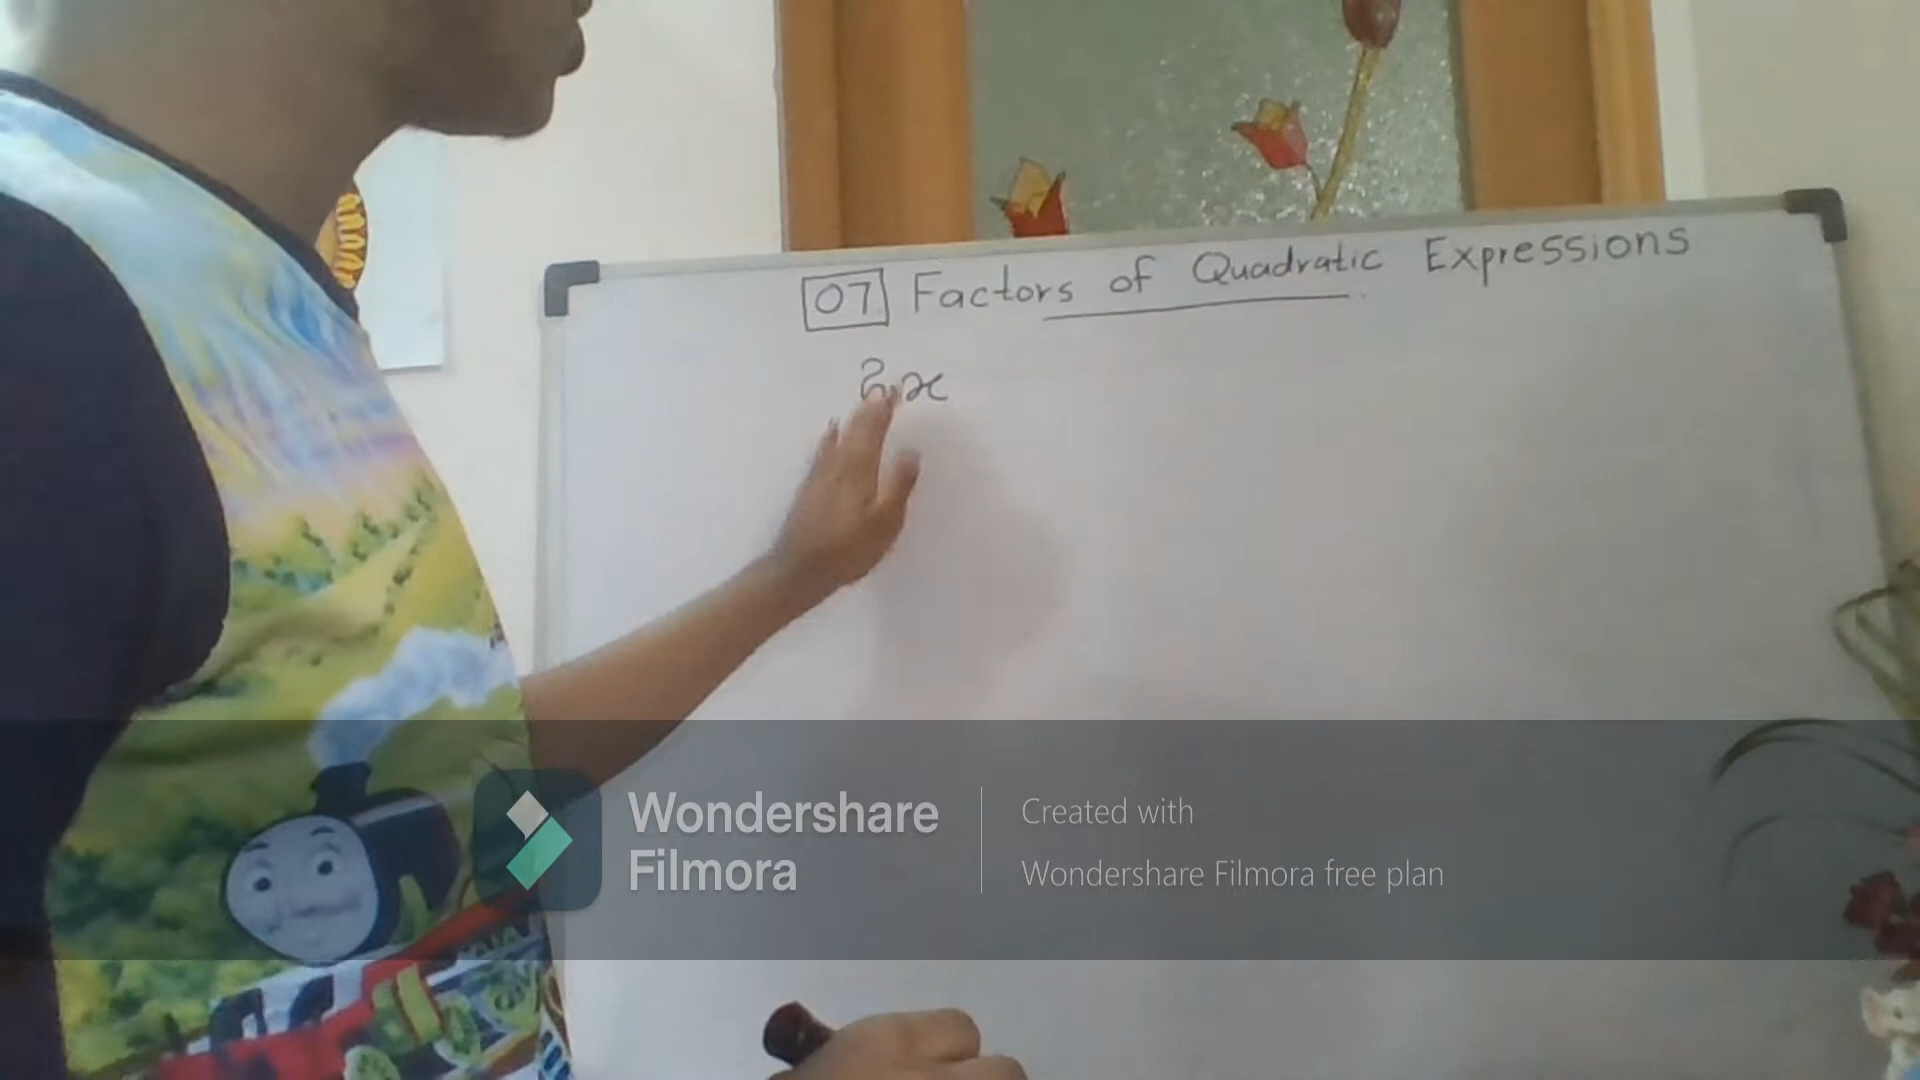 07 Factors of Quadratic Expressions
2x
Wondershare
Filmora
Created with
Wondershare Filmora free plan